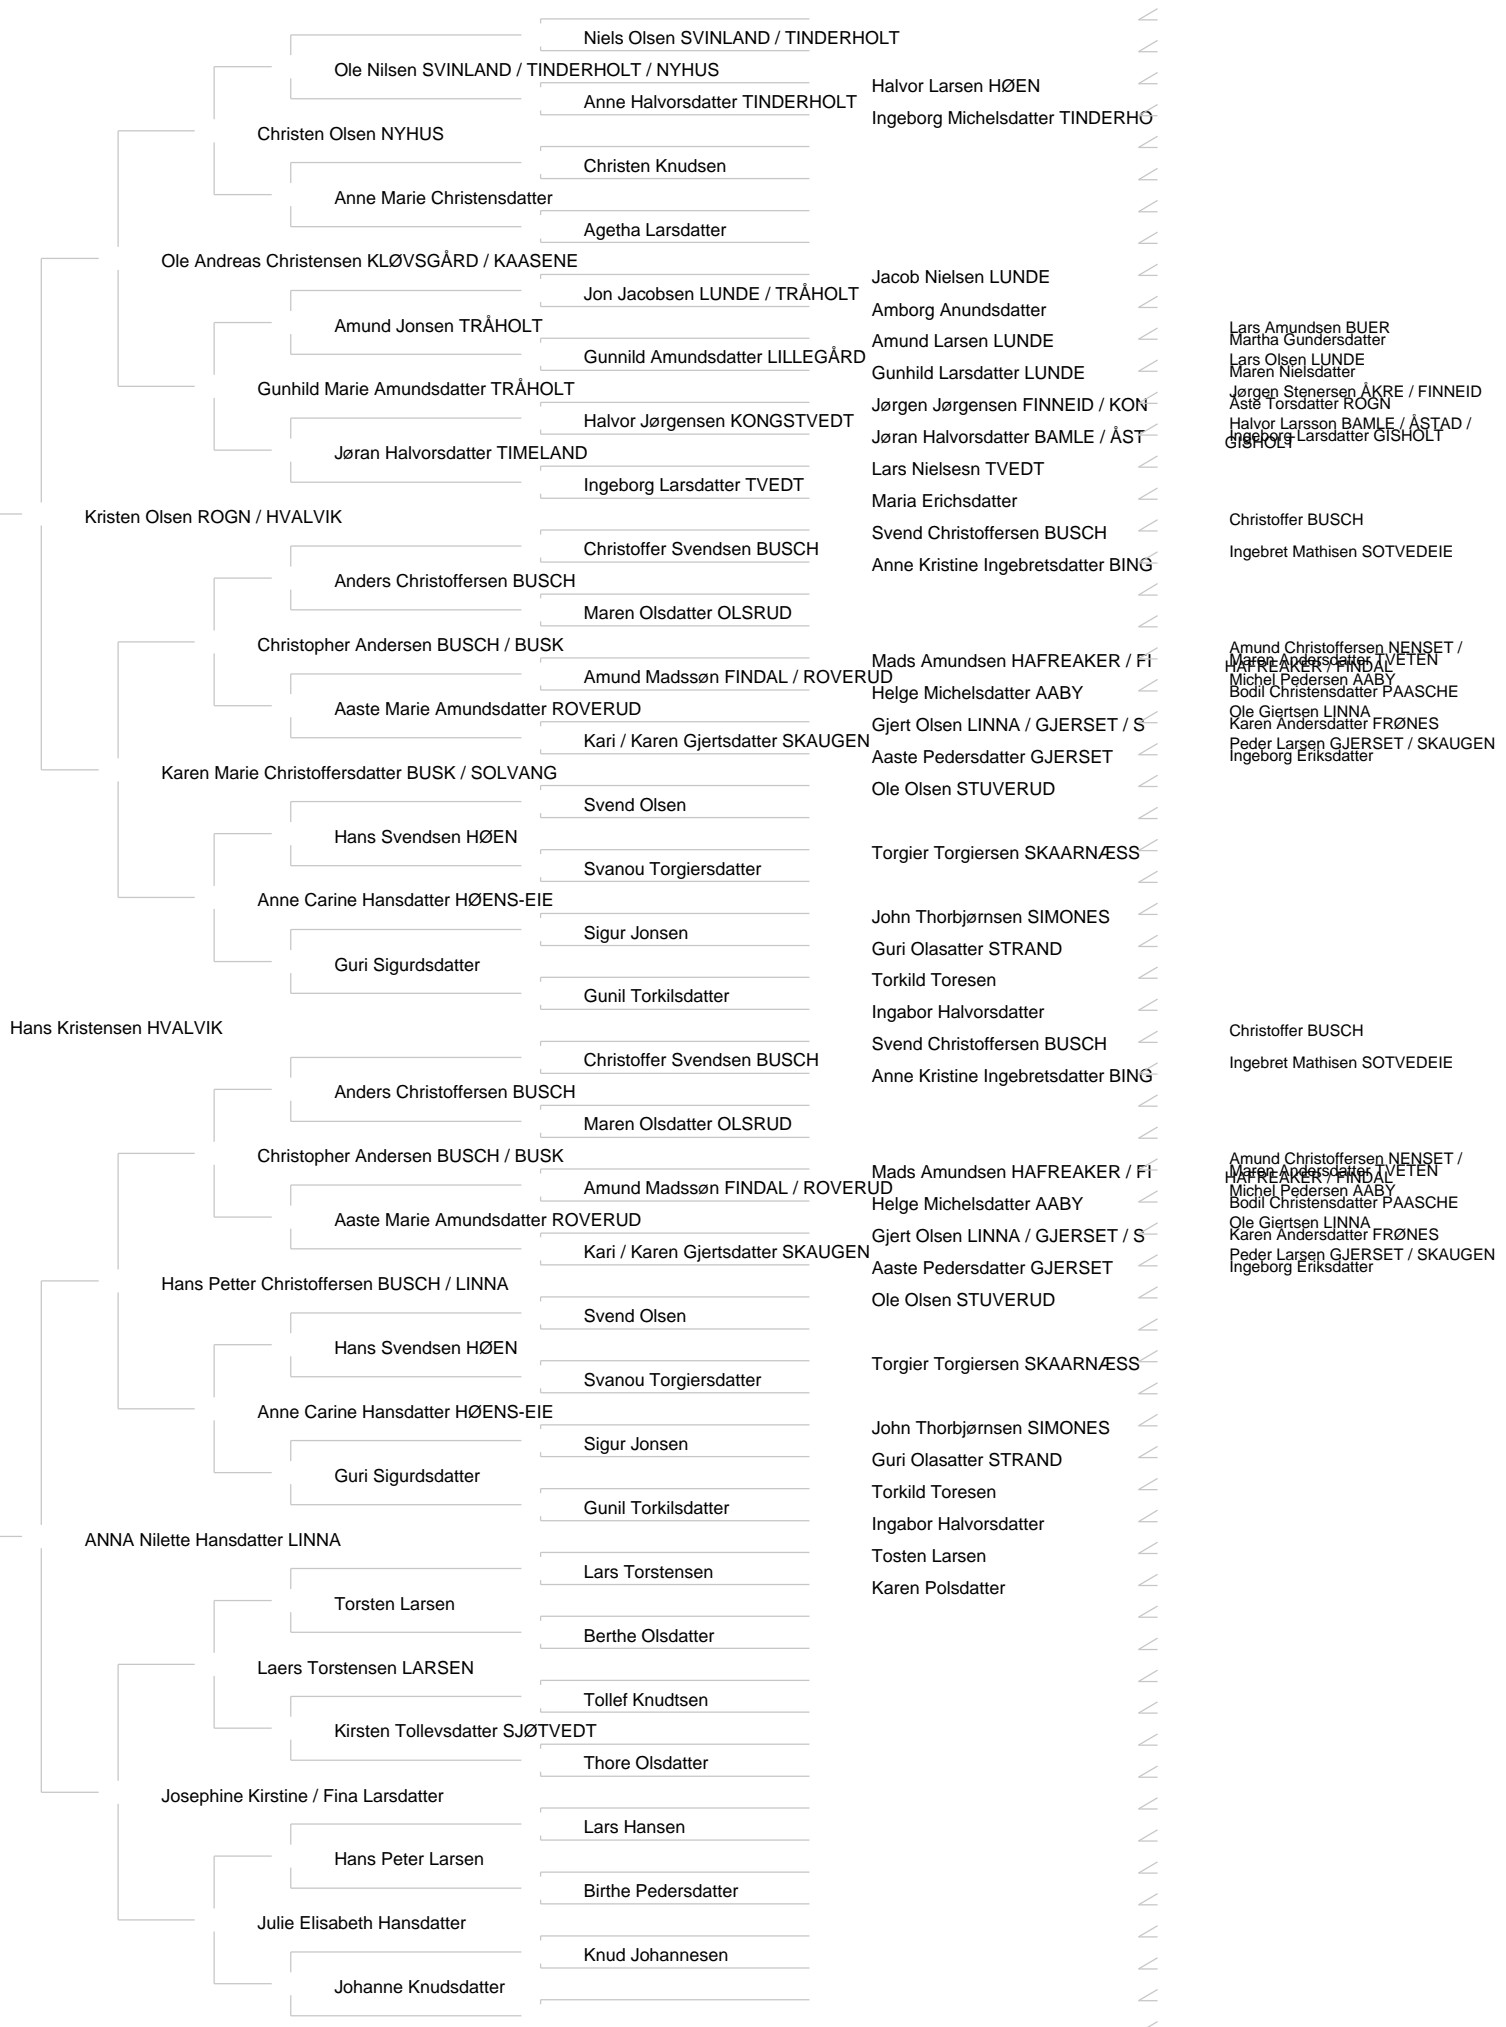 Niels Olsen SVINLAND / TINDERHOLT
Ole Nilsen SVINLAND / TINDERHOLT / NYHUS
Halvor Larsen HØEN
Anne Halvorsdatter TINDERHOLT
Ingeborg Michelsdatter TINDERHO
Christen Olsen NYHUS
Christen Knudsen
Anne Marie Christensdatter
Agetha Larsdatter
Ole Andreas Christensen KLØVSGÅRD / KAASENE
Jacob Nielsen LUNDE
Jon Jacobsen LUNDE / TRÅHOLT
Amborg Anundsdatter
Amund Jonsen TRÅHOLT
Lars Amundsen BUER
Martha Gundersdatter
Amund Larsen LUNDE
Gunnild Amundsdatter LILLEGÅRD
Lars Olsen LUNDE
Maren Nielsdatter
Gunhild Larsdatter LUNDE
Gunhild Marie Amundsdatter TRÅHOLT
Jørgen Stenersen ÅKRE / FINNEID
Aste Torsdatter ROGN
Jørgen Jørgensen FINNEID / KON
Halvor Jørgensen KONGSTVEDT
Halvor Larsson BAMLE / ÅSTAD /
GISHOLT
Ingeborg Larsdatter GISHOLT
Jøran Halvorsdatter BAMLE / ÅST
Jøran Halvorsdatter TIMELAND
Lars Nielsesn TVEDT
Ingeborg Larsdatter TVEDT
Maria Erichsdatter
Kristen Olsen ROGN / HVALVIK
Christoffer BUSCH
Svend Christoffersen BUSCH
Christoffer Svendsen BUSCH
Ingebret Mathisen SOTVEDEIE
Anne Kristine Ingebretsdatter BING
Anders Christoffersen BUSCH
Maren Olsdatter OLSRUD
Christopher Andersen BUSCH / BUSK
Amund Christoffersen NENSET /
HAFREAKER / FINDAL
Maren Andersdatter TVETEN
Mads Amundsen HAFREAKER / FI
Amund Madssøn FINDAL / ROVERUD
Michel Pedersen AABY
Bodil Christensdatter PAASCHE
Helge Michelsdatter AABY
Aaste Marie Amundsdatter ROVERUD
Ole Giertsen LINNA
Karen Andersdatter FRØNES
Gjert Olsen LINNA / GJERSET / S
Kari / Karen Gjertsdatter SKAUGEN
Peder Larsen GJERSET / SKAUGEN
Ingeborg Eriksdatter
Aaste Pedersdatter GJERSET
Karen Marie Christoffersdatter BUSK / SOLVANG
Ole Olsen STUVERUD
Svend Olsen
Hans Svendsen HØEN
Torgier Torgiersen SKAARNÆSS
Svanou Torgiersdatter
Anne Carine Hansdatter HØENS-EIE
John Thorbjørnsen SIMONES
Sigur Jonsen
Guri Olasatter STRAND
Guri Sigurdsdatter
Torkild Toresen
Gunil Torkilsdatter
Ingabor Halvorsdatter
Hans Kristensen HVALVIK
Christoffer BUSCH
Svend Christoffersen BUSCH
Christoffer Svendsen BUSCH
Ingebret Mathisen SOTVEDEIE
Anne Kristine Ingebretsdatter BING
Anders Christoffersen BUSCH
Maren Olsdatter OLSRUD
Christopher Andersen BUSCH / BUSK
Amund Christoffersen NENSET /
HAFREAKER / FINDAL
Maren Andersdatter TVETEN
Mads Amundsen HAFREAKER / FI
Amund Madssøn FINDAL / ROVERUD
Michel Pedersen AABY
Bodil Christensdatter PAASCHE
Helge Michelsdatter AABY
Aaste Marie Amundsdatter ROVERUD
Ole Giertsen LINNA
Karen Andersdatter FRØNES
Gjert Olsen LINNA / GJERSET / S
Kari / Karen Gjertsdatter SKAUGEN
Peder Larsen GJERSET / SKAUGEN
Ingeborg Eriksdatter
Aaste Pedersdatter GJERSET
Hans Petter Christoffersen BUSCH / LINNA
Ole Olsen STUVERUD
Svend Olsen
Hans Svendsen HØEN
Torgier Torgiersen SKAARNÆSS
Svanou Torgiersdatter
Anne Carine Hansdatter HØENS-EIE
John Thorbjørnsen SIMONES
Sigur Jonsen
Guri Olasatter STRAND
Guri Sigurdsdatter
Torkild Toresen
Gunil Torkilsdatter
Ingabor Halvorsdatter
ANNA Nilette Hansdatter LINNA
Tosten Larsen
Lars Torstensen
Karen Polsdatter
Torsten Larsen
Berthe Olsdatter
Laers Torstensen LARSEN
Tollef Knudtsen
Kirsten Tollevsdatter SJØTVEDT
Thore Olsdatter
Josephine Kirstine / Fina Larsdatter
Lars Hansen
Hans Peter Larsen
Birthe Pedersdatter
Julie Elisabeth Hansdatter
Knud Johannesen
Johanne Knudsdatter